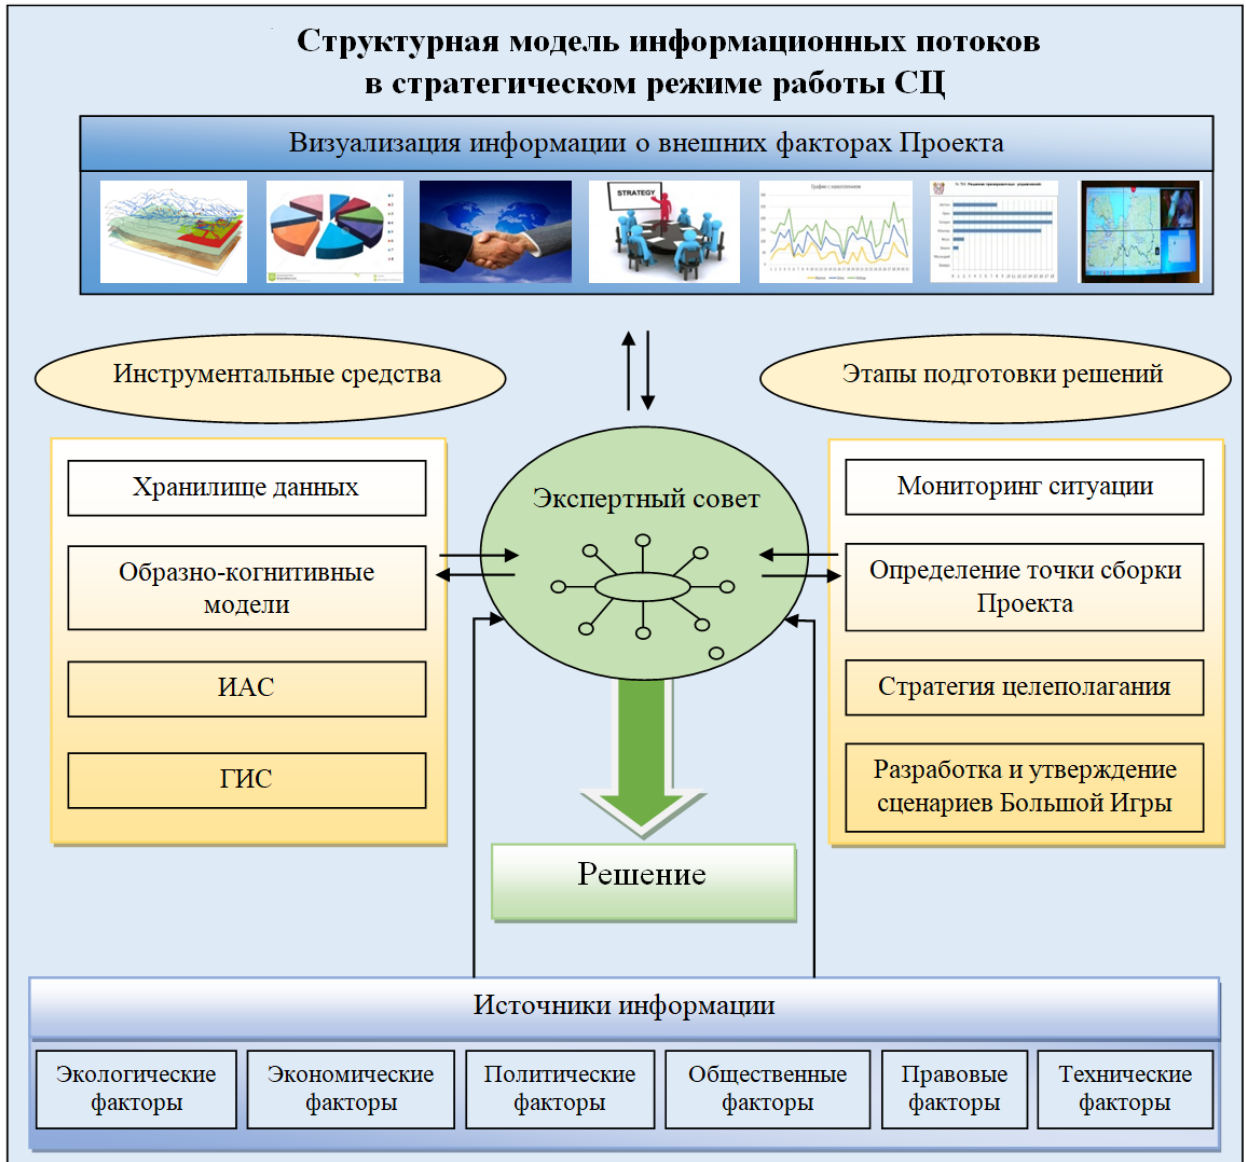 Структурная модель информационных потоков
в стратегическом режиме работы СЦ
Визуализация информации о внешних факторах Проекта
STRATEGY
График с накоплением
Инструментальные средства
Этапы подготовки решений
Хранилище данных
Образно-когнитивные
модели
ИАС
ГИС
Экспертный совет
Мониторинг ситуации
Определение точки сборки
Проекта
Стратегия целеполагания
Разработка и утверждение
сценариев Большой Игры
Решение
Источники информации
Экологические
факторы
Экономические
факторы
Политические
факторы
Общественные
факторы
Правовые
факторы
Технические
факторы